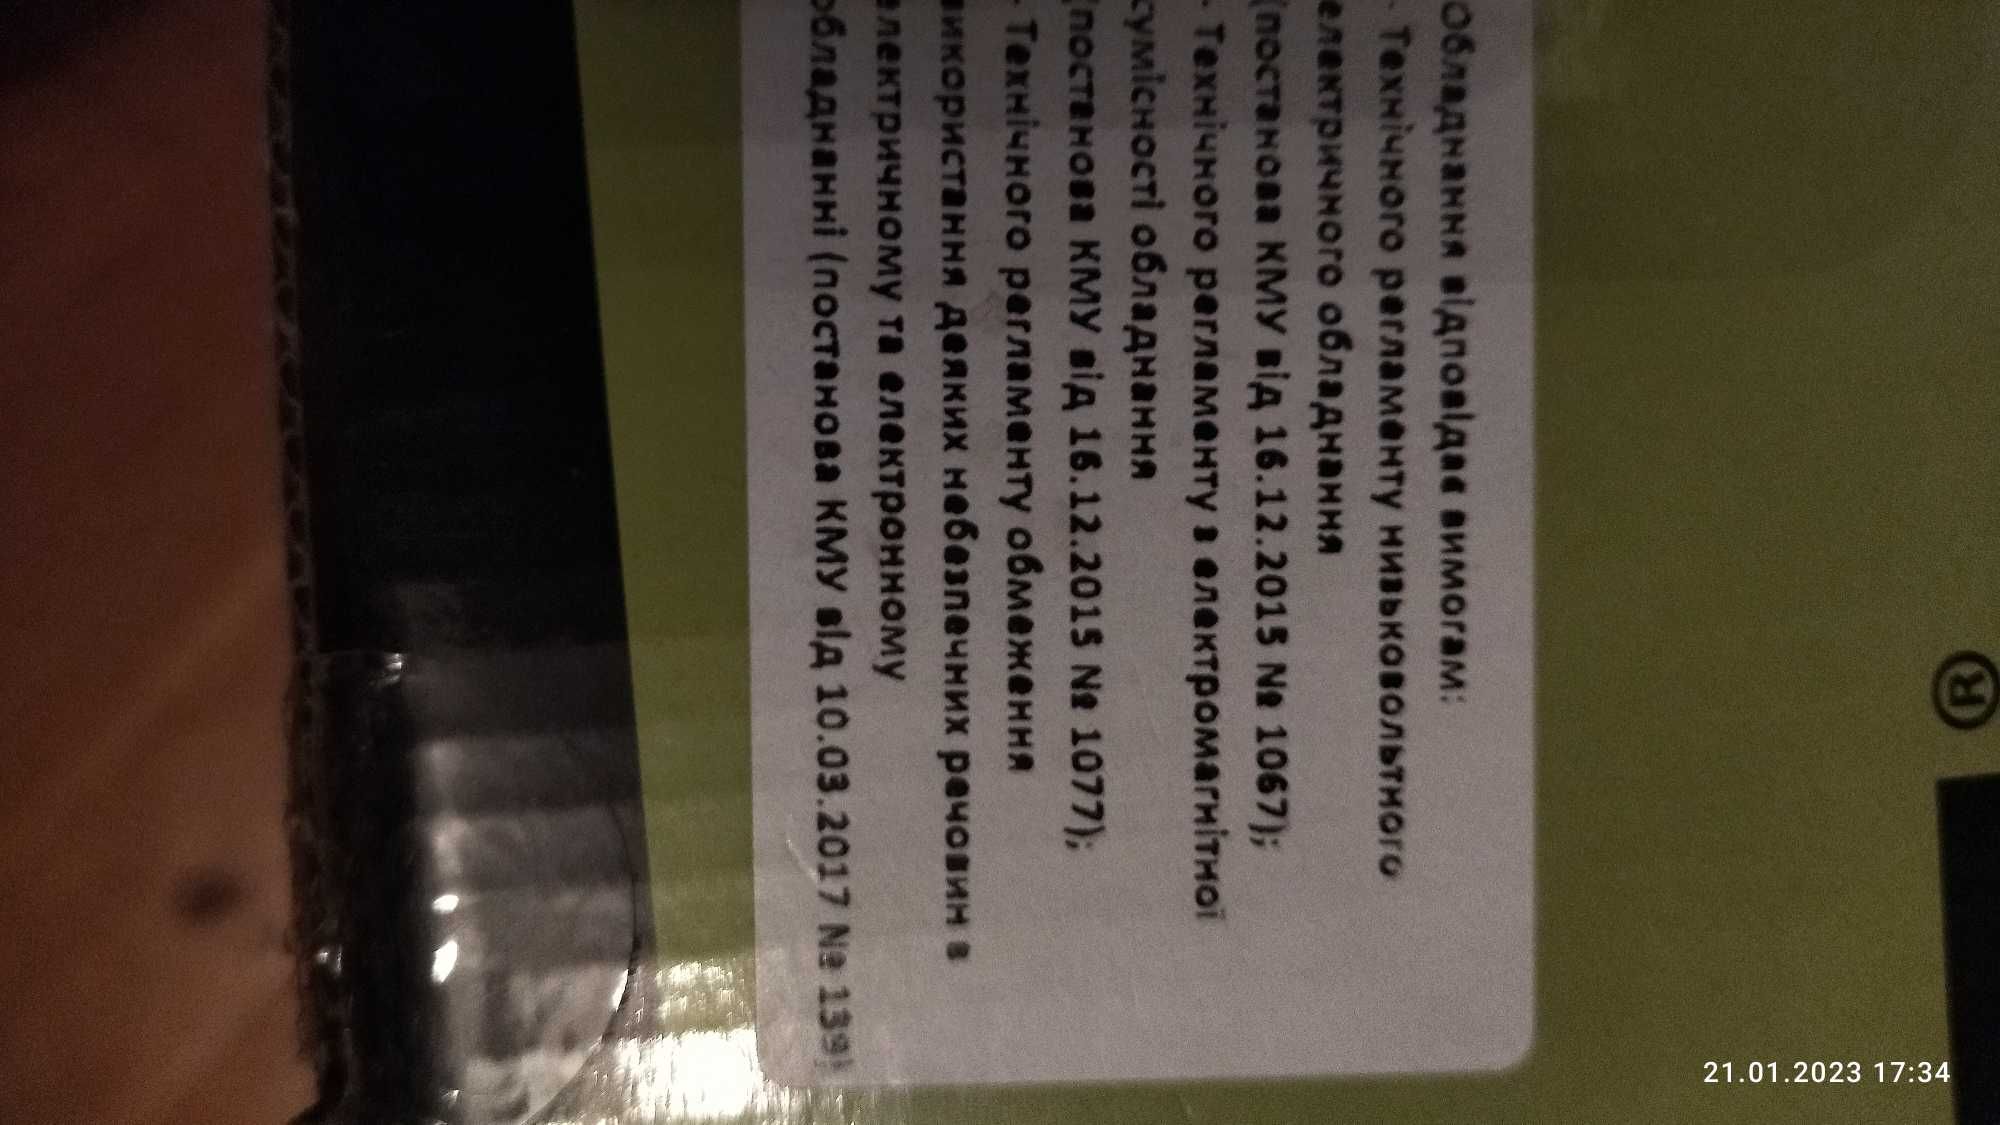 Обладнання відповідає вимогам:
- Технічного регламенту низьковольтного
електричного обладнання
(постанова КМУ від 16.12.2015 № 1067);
- Технічного регламенту з електромагнітної
сумісності обладнання
(постанова КМУ від 16.12.2015 № 1077);
- Технічного регламенту обмеження
використання деяких небезпечних речовин в
електричному та електронному
обладнанні (постанова КМУ від 10.03.2017 № 139)
®
21.01.2023 17:34